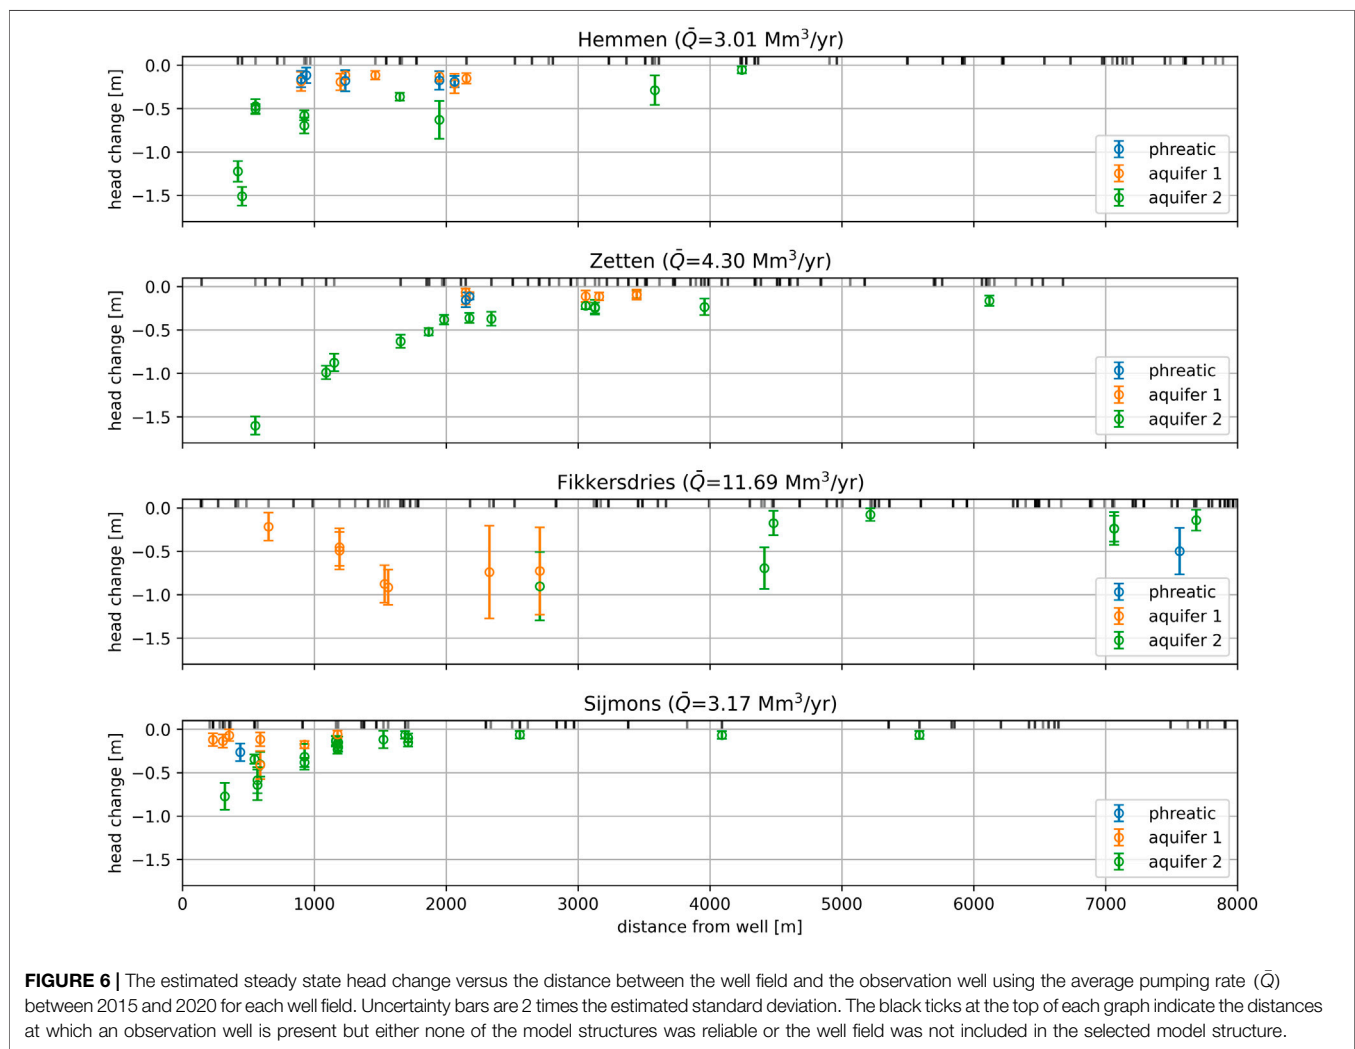 Hemmen (Q̄=3.01 Mm³/yr)
head change [m]
0.0
−0.5
−1.0
−1.5
phreatic
aquifer 1
aquifer 2
Zetten (Q̄=4.30 Mm³/yr)
head change [m]
0.0
−0.5
−1.0
−1.5
phreatic
aquifer 1
aquifer 2
Fikkersdries (Q̄=11.69 Mm³/yr)
head change [m]
0.0
−0.5
−1.0
−1.5
phreatic
aquifer 1
aquifer 2
Sijmons (Q̄=3.17 Mm³/yr)
head change [m]
0.0
−0.5
−1.0
−1.5
phreatic
aquifer 1
aquifer 2
0 1000 2000 3000 4000 5000 6000 7000 8000
distance from well [m]
FIGURE 6 | The estimated steady state head change versus the distance between the well field and the observation well using the average pumping rate (Q̄)
between 2015 and 2020 for each well field. Uncertainty bars are 2 times the estimated standard deviation. The black ticks at the top of each graph indicate the distances
at which an observation well is present but either none of the model structures was reliable or the well field was not included in the selected model structure.